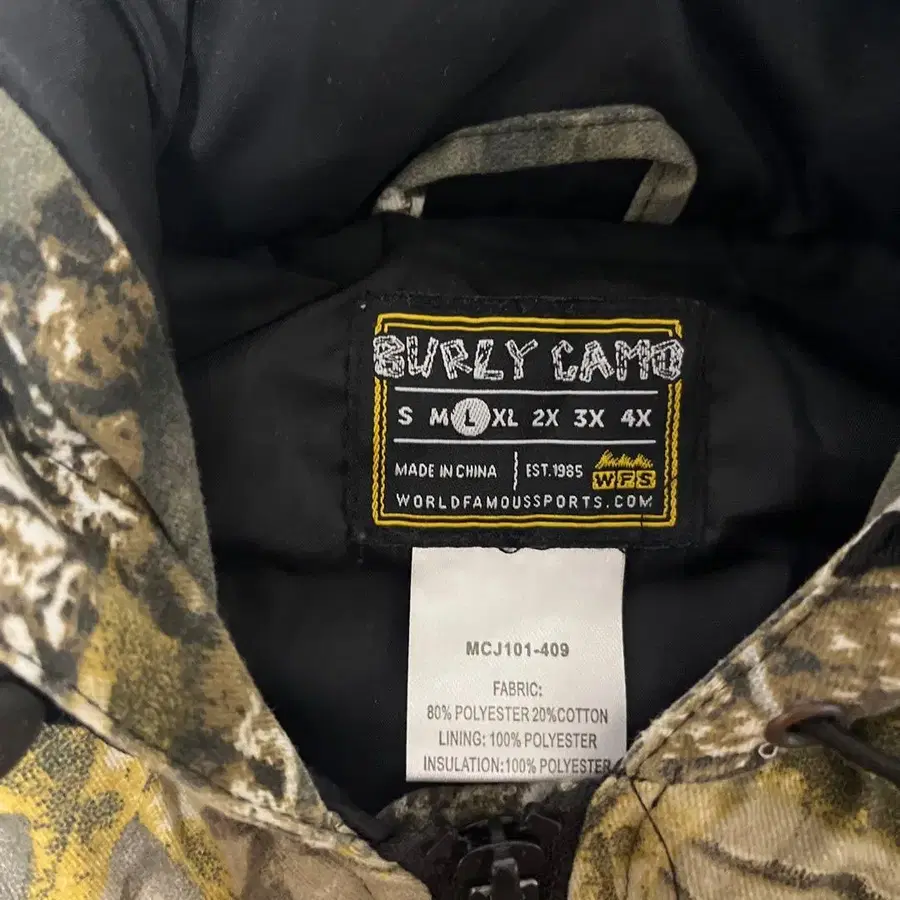 BURLY CAMO
S M L XL 2X 3X 4X
MADE IN CHINA EST.1985 WFS
WORLDFAMOUSSPORTS.COM
MCJ101-409
FABRIC:
80% POLYESTER 20%COTTON
LINING: 100% POLYESTER
INSULATION:100% POLYESTER